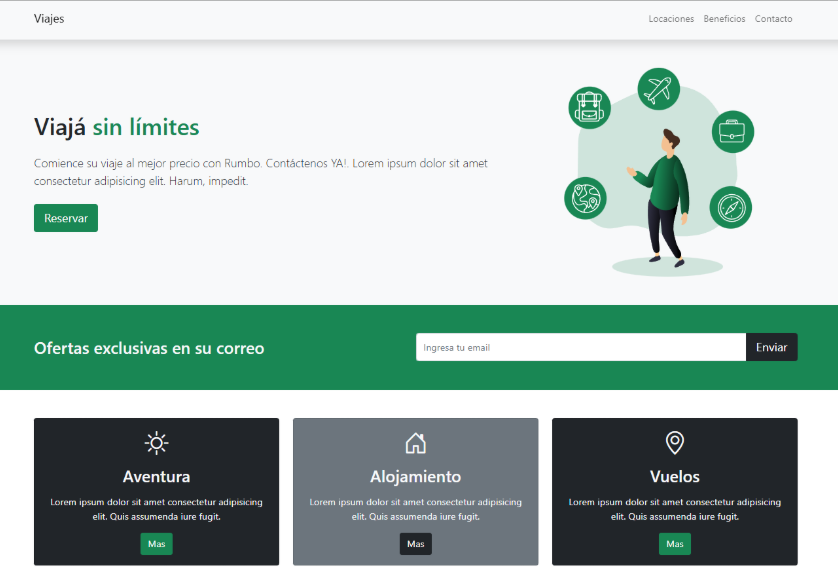 Viajes
Locaciones Beneficios Contacto
Viajá sin límites
Comience su viaje al mejor precio con Rumbo. Contáctenos YA!. Lorem ipsum dolor sit amet
consectetur adipisicing elit. Harum, impedit.
Reservar
Ofertas exclusivas en su correo
Ingresa tu email
Enviar
Aventura
Lorem ipsum dolor sit amet consectetur adipisicing
elit. Quis assumenda iure fugit.
Mas
Alojamiento
Lorem ipsum dolor sit amet consectetur adipisicing
elit. Quis assumenda iure fugit.
Mas
Vuelos
Lorem ipsum dolor sit amet consectetur adipisicing
elit. Quis assumenda iure fugit.
Mas